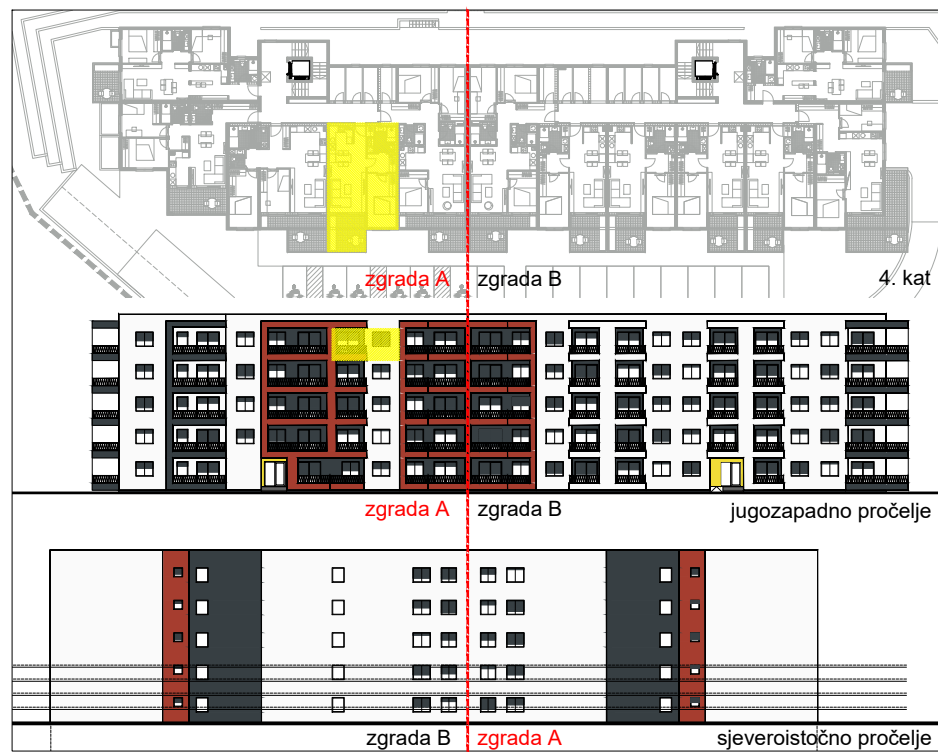 zgrada A zgrada B 4. kat
zgrada A zgrada B jugozapadno pročelje
zgrada B zgrada A sjeveroistočno pročelje